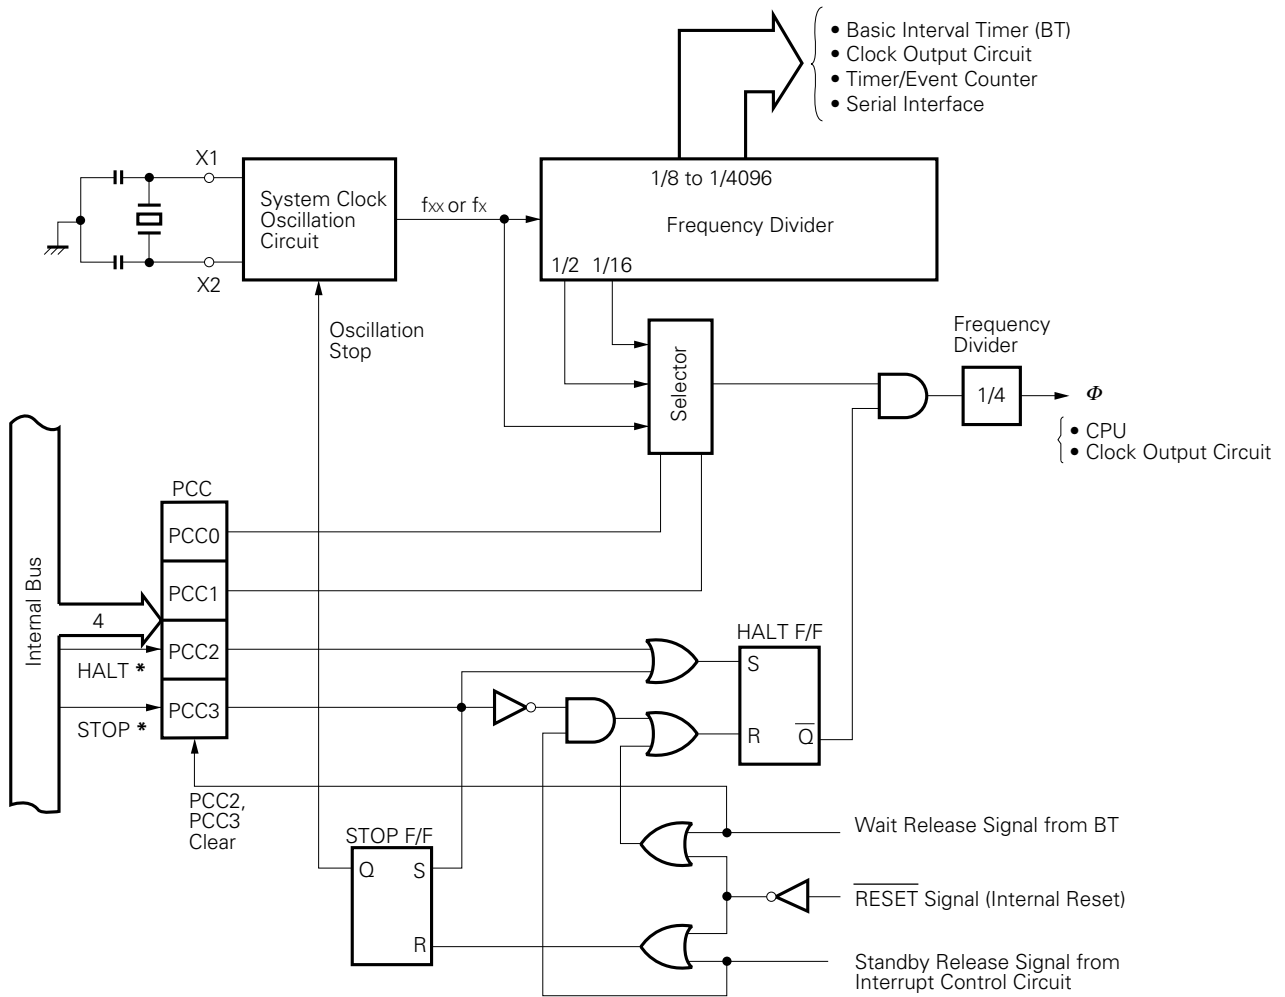 • Basic Interval Timer (BT)
• Clock Output Circuit
• Timer/Event Counter
• Serial Interface
X1
System Clock
Oscillation
Circuit
X2
fXX or fX
1/8 to 1/4096
Frequency Divider
1/2 1/16
Oscillation
Stop
Selector
Frequency
Divider
1/4
Φ
• CPU
• Clock Output Circuit
Internal Bus
4
HALT *
STOP *
PCC
PCC0
PCC1
PCC2
PCC3
PCC2,
PCC3
Clear
HALT F/F
S
R
Q̅
STOP F/F
Q
S
R
Wait Release Signal from BT
R̅E̅S̅E̅T̅ Signal (Internal Reset)
Standby Release Signal from
Interrupt Control Circuit